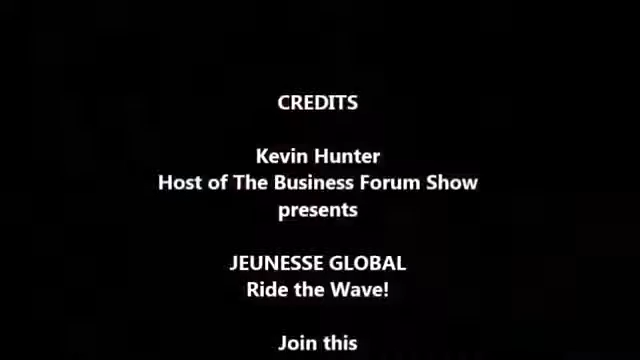 CREDITS
Kevin Hunter
Host of The Business Forum Show
presents
JEUNESSE GLOBAL
Ride the Wave!
Join this